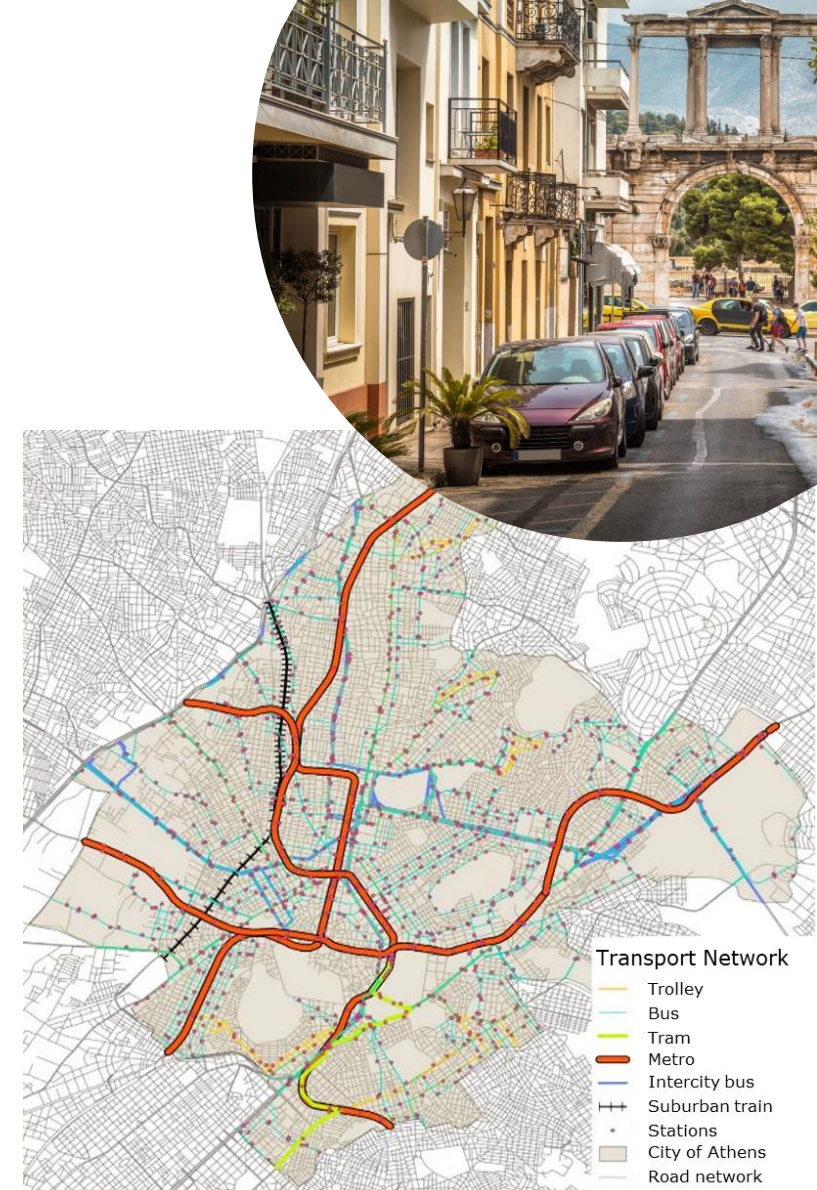 Transport Network
Trolley
Bus
Tram
Metro
Intercity bus
Suburban train
Stations
City of Athens
Road network